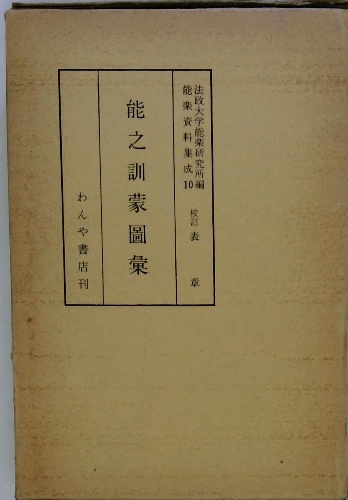 法政大学能楽研究所編
能楽資料集成10
校訂 表 章
能之訓蒙圖彙
わんや書店刊